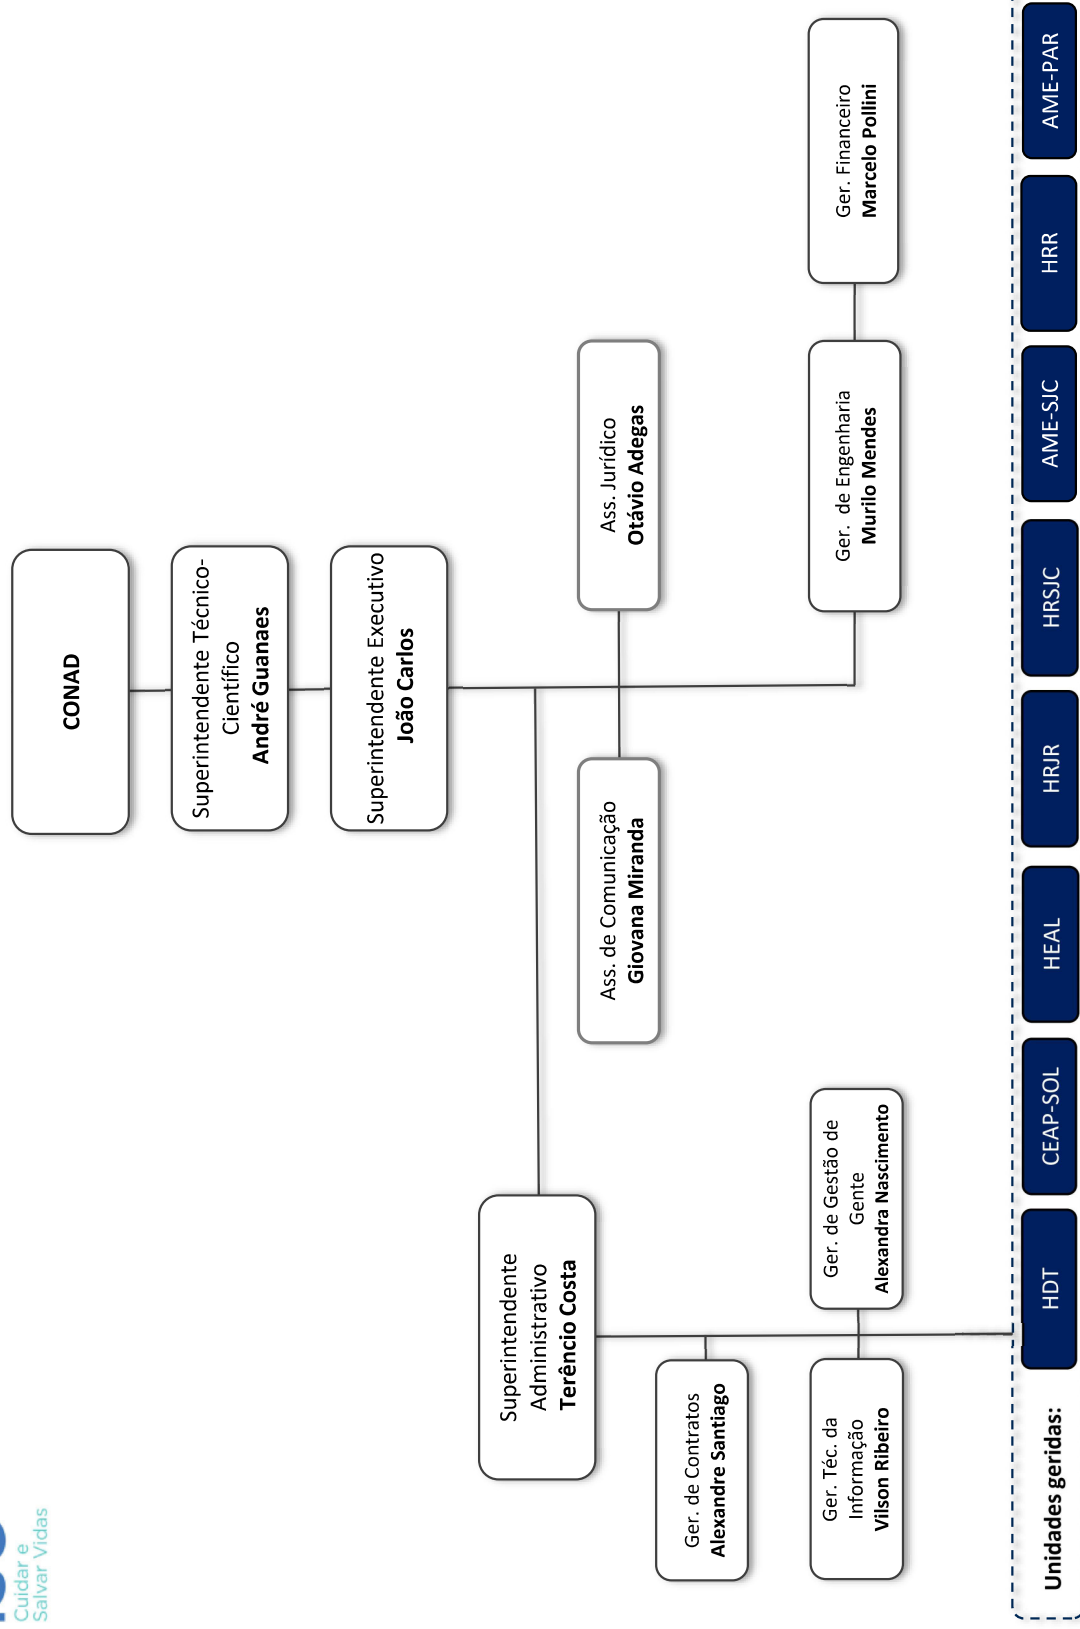 Cuidar e
Salvar Vidas
CONAD
Superintendente Técnico-
Científico
André Guanaes
Superintendente Executivo
João Carlos
Superintendente
Administrativo
Terêncio Costa
Ass. de Comunicação
Giovana Miranda
Ass. Jurídico
Otávio Adegas
Ger. de Contratos
Alexandre Santiago
Ger. Téc. da
Informação
Vilson Ribeiro
Ger. de Gestão de
Gente
Alexandra Nascimento
Ger. de Engenharia
Murilo Mendes
Ger. Financeiro
Marcelo Pollini
Unidades geridas:
HDT
CEAP-SOL
HEAL
HRJR
HRSJC
AME-SJC
HRR
AME-PAR